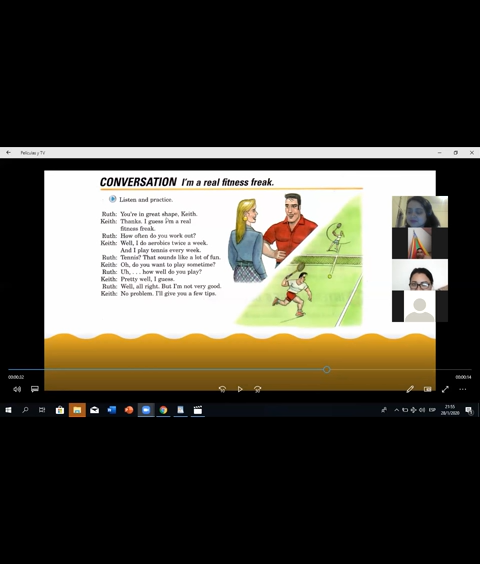 Películas y TV
CONVERSATION I'm a real fitness freak.
Listen and practice.
Ruth: You're in great shape, Keith.
Keith: Thanks. I guess I'm a real
fitness freak.
Ruth: How often do you work out?
Keith: Well, I do aerobics twice a week.
And I play tennis every week.
Ruth: Tennis? That sounds like a lot of fun.
Keith: Oh, do you want to play sometime?
Ruth: Uh, . . . how well do you play?
Keith: Pretty well, I guess.
Ruth: Well, all right. But I'm not very good.
Keith: No problem. I'll give you a few tips.
0:00:32
0:00:14
ESP
21:55